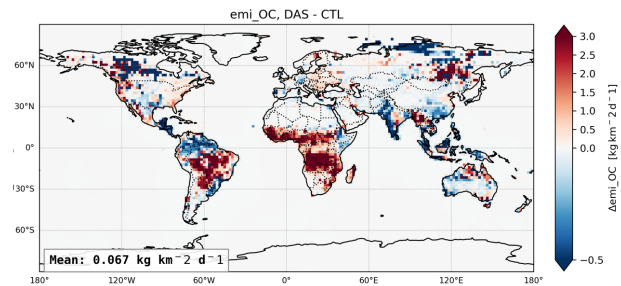 emi_OC, DAS - CTL
60°N
30°N
0°
30°S
60°S
180° 120°W 60°W 0° 60°E 120°E 180°
Mean: 0.067 kg km⁻2 d⁻1
3.0
2.5
2.0
1.5
1.0
0.5
0.0
−0.5
Δemi_OC [kg km−2 d−1]